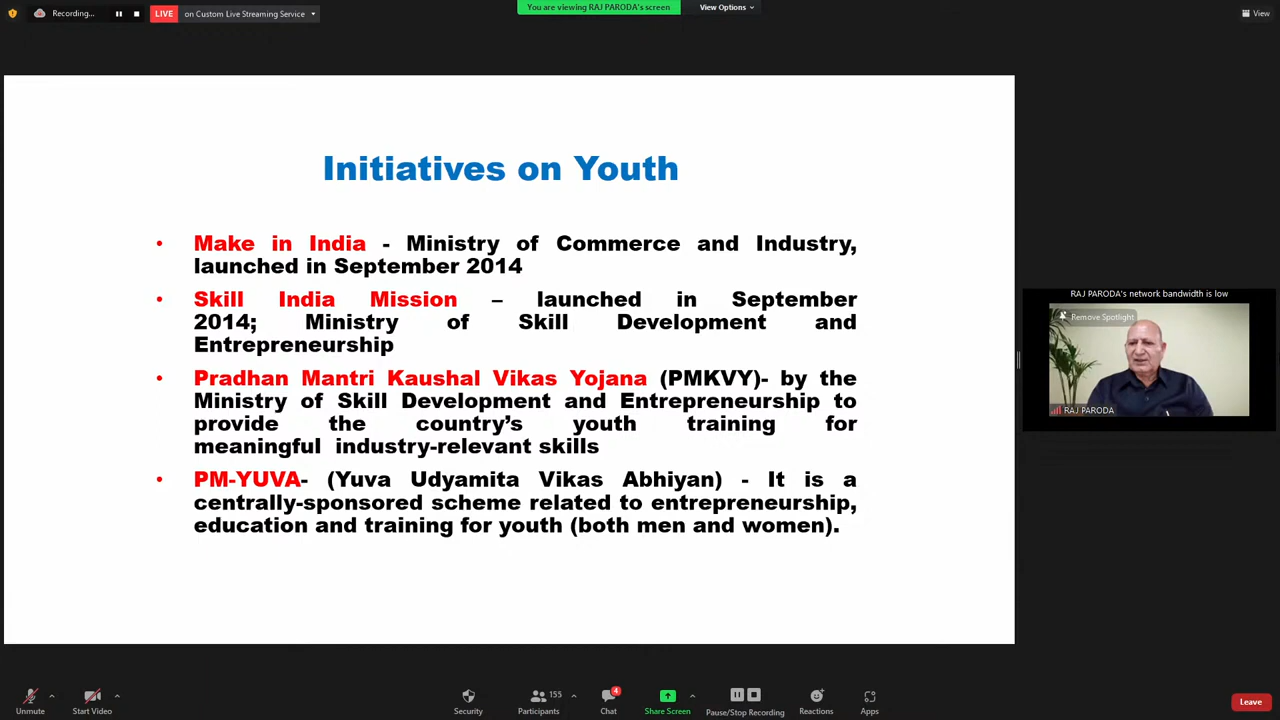 Recording...
LIVE on Custom Live Streaming Service
You are viewing RAJ PARODA's screen
View Options
View
Initiatives on Youth
• Make in India - Ministry of Commerce and Industry,
launched in September 2014
• Skill India Mission – launched in September
2014; Ministry of Skill Development and
Entrepreneurship
• Pradhan Mantri Kaushal Vikas Yojana (PMKVY)- by the
Ministry of Skill Development and Entrepreneurship to
provide the country's youth training for
meaningful industry-relevant skills
• PM-YUVA- (Yuva Udyamita Vikas Abhiyan) - It is a
centrally-sponsored scheme related to entrepreneurship,
education and training for youth (both men and women).
RAJ PARODA's network bandwidth is low
Remove Spotlight
RAJ PARODA
Unmute
Start Video
Security
155
Participants
4
Chat
Share Screen
Pause/Stop Recording
Reactions
Apps
Leave